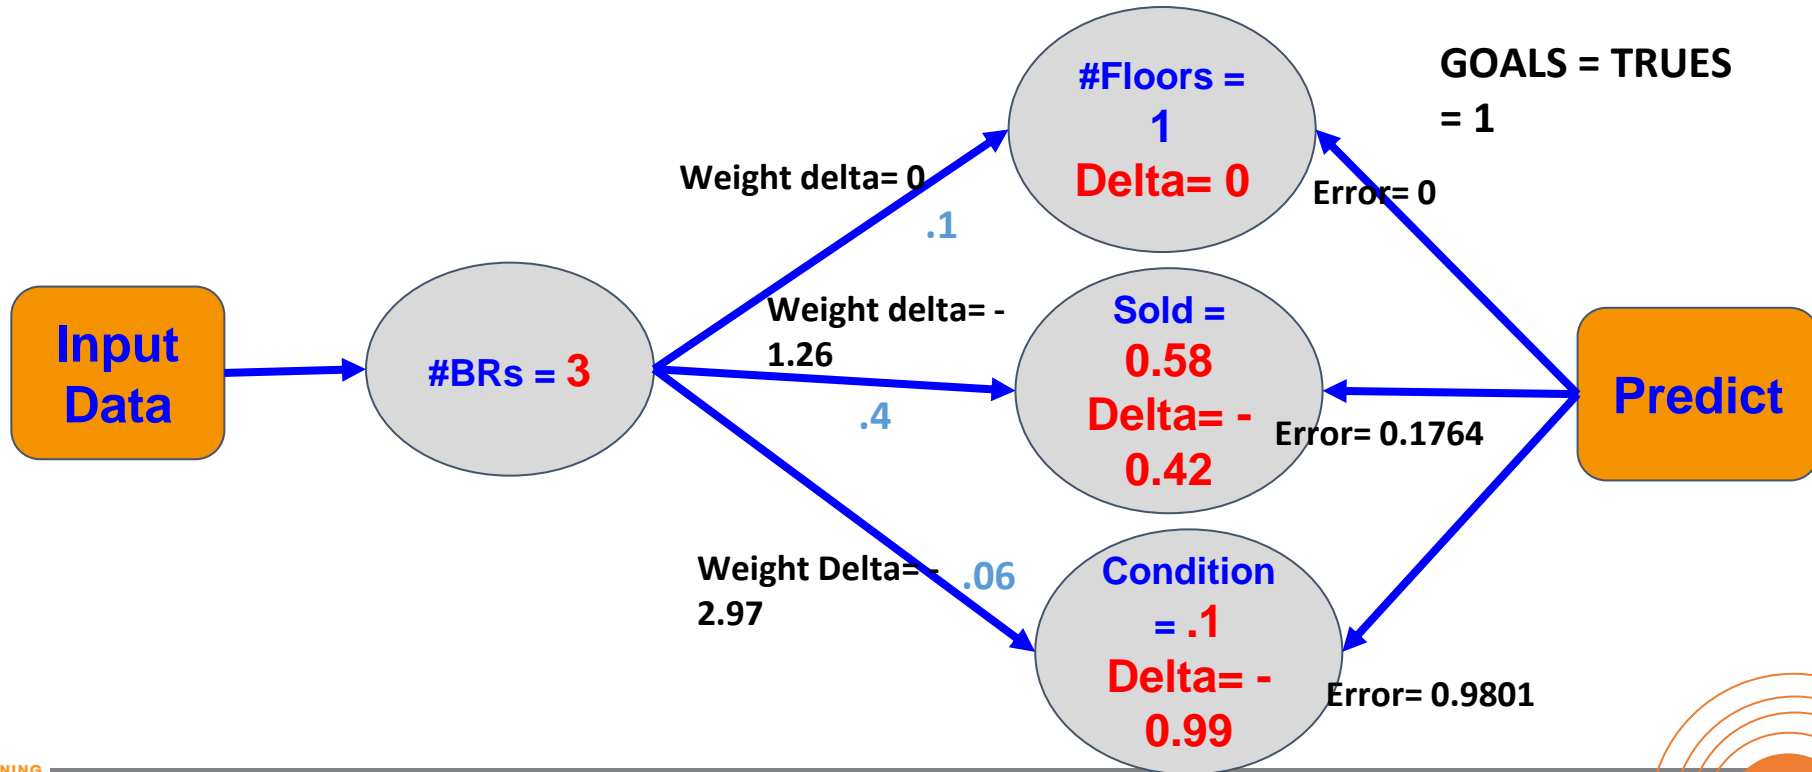 GOALS = TRUES
= 1
#Floors =
1
Delta= 0
Weight delta= 0
.1
Error= 0
Input
Data
#BRs = 3
Weight delta= -
1.26
.4
Sold =
0.58
Delta= -
0.42
Error= 0.1764
Predict
Weight Delta= -
2.97
.06
Condition
= .1
Delta= -
0.99
Error= 0.9801
NING